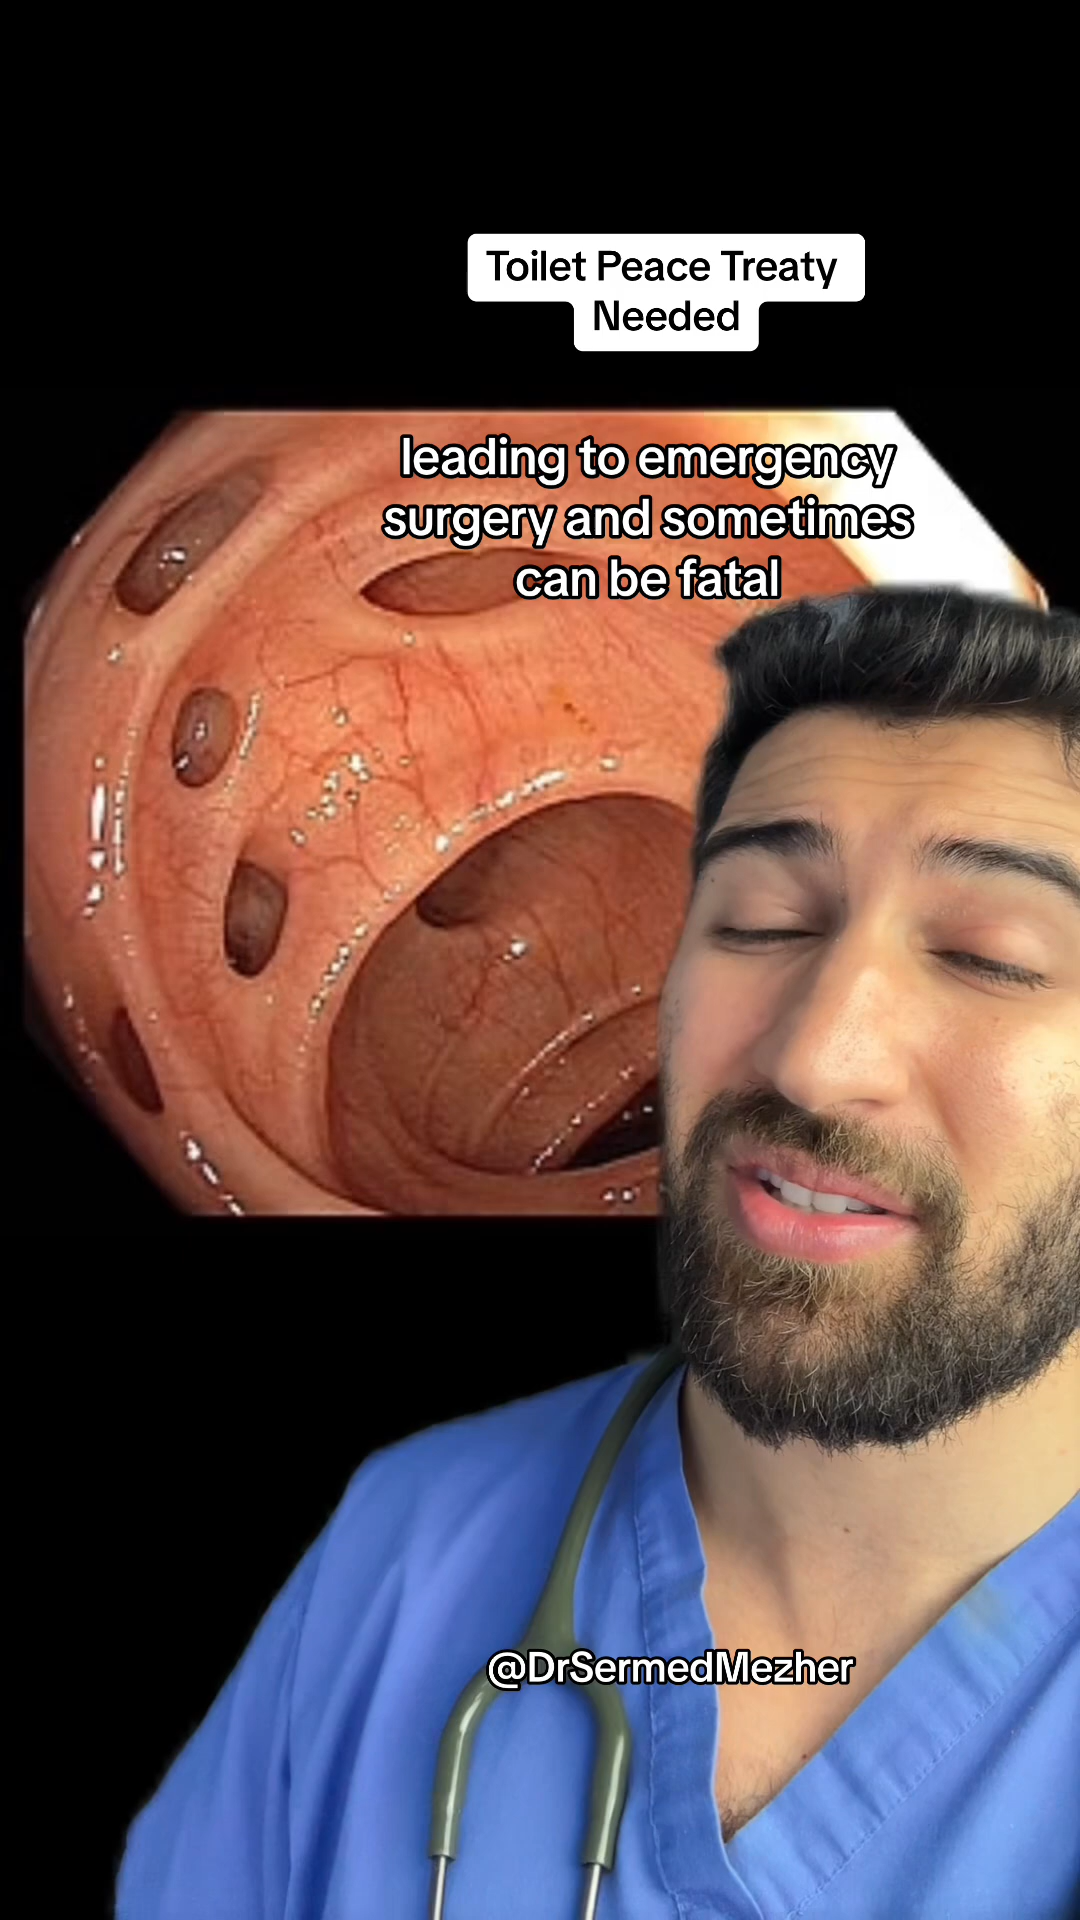 Toilet Peace Treaty
Needed
leading to emergency
surgery and sometimes
can be fatal
@DrSermedMezher